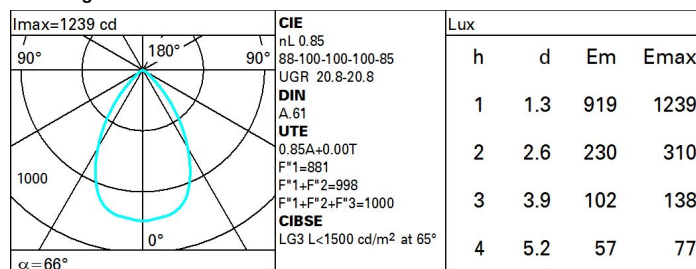 Imax=1239 cd
90° 180° 90°
1000
0°
α=66°
CIE
nL 0.85
88-100-100-100-85
UGR 20.8-20.8
DIN
A.61
UTE
0.85A+0.00T
F"1=881
F"1+F"2=998
F"1+F"2+F"3=1000
CIBSE
LG3 L<1500 cd/m² at 65°
Lux
h d Em Emax
1 1.3 919 1239
2 2.6 230 310
3 3.9 102 138
4 5.2 57 77